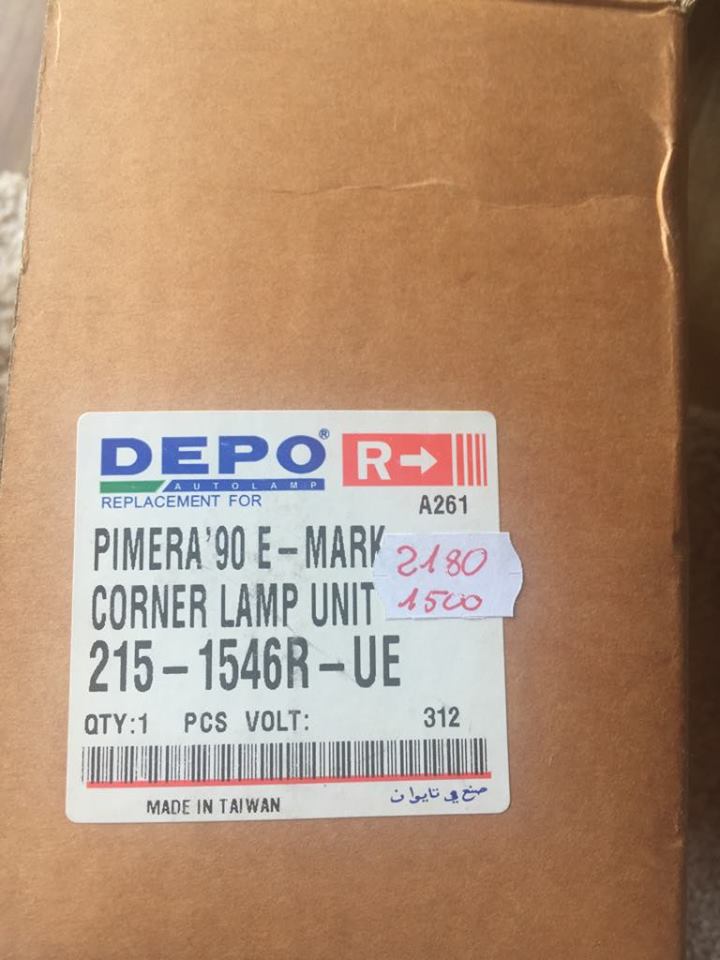 DEPO® R→
AUTOLAMP
REPLACEMENT FOR
A261
PIMERA'90 E-MARK
CORNER LAMP UNIT
2180
1500
215-1546R-UE
QTY:1 PCS VOLT: 312
MADE IN TAIWAN
صنع في تايوان